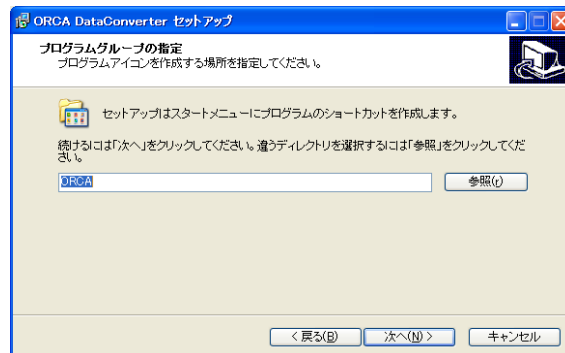 ORCA DataConverter セットアップ
プログラムグループの指定
プログラムアイコンを作成する場所を指定してください。
セットアップはスタートメニューにプログラムのショートカットを作成します。
続けるには「次へ」をクリックしてください。違うディレクトリを選択するには「参照」をクリックしてくだ
さい。
ORCA
参照(r)
< 戻る(B)
次へ(N) >
キャンセル